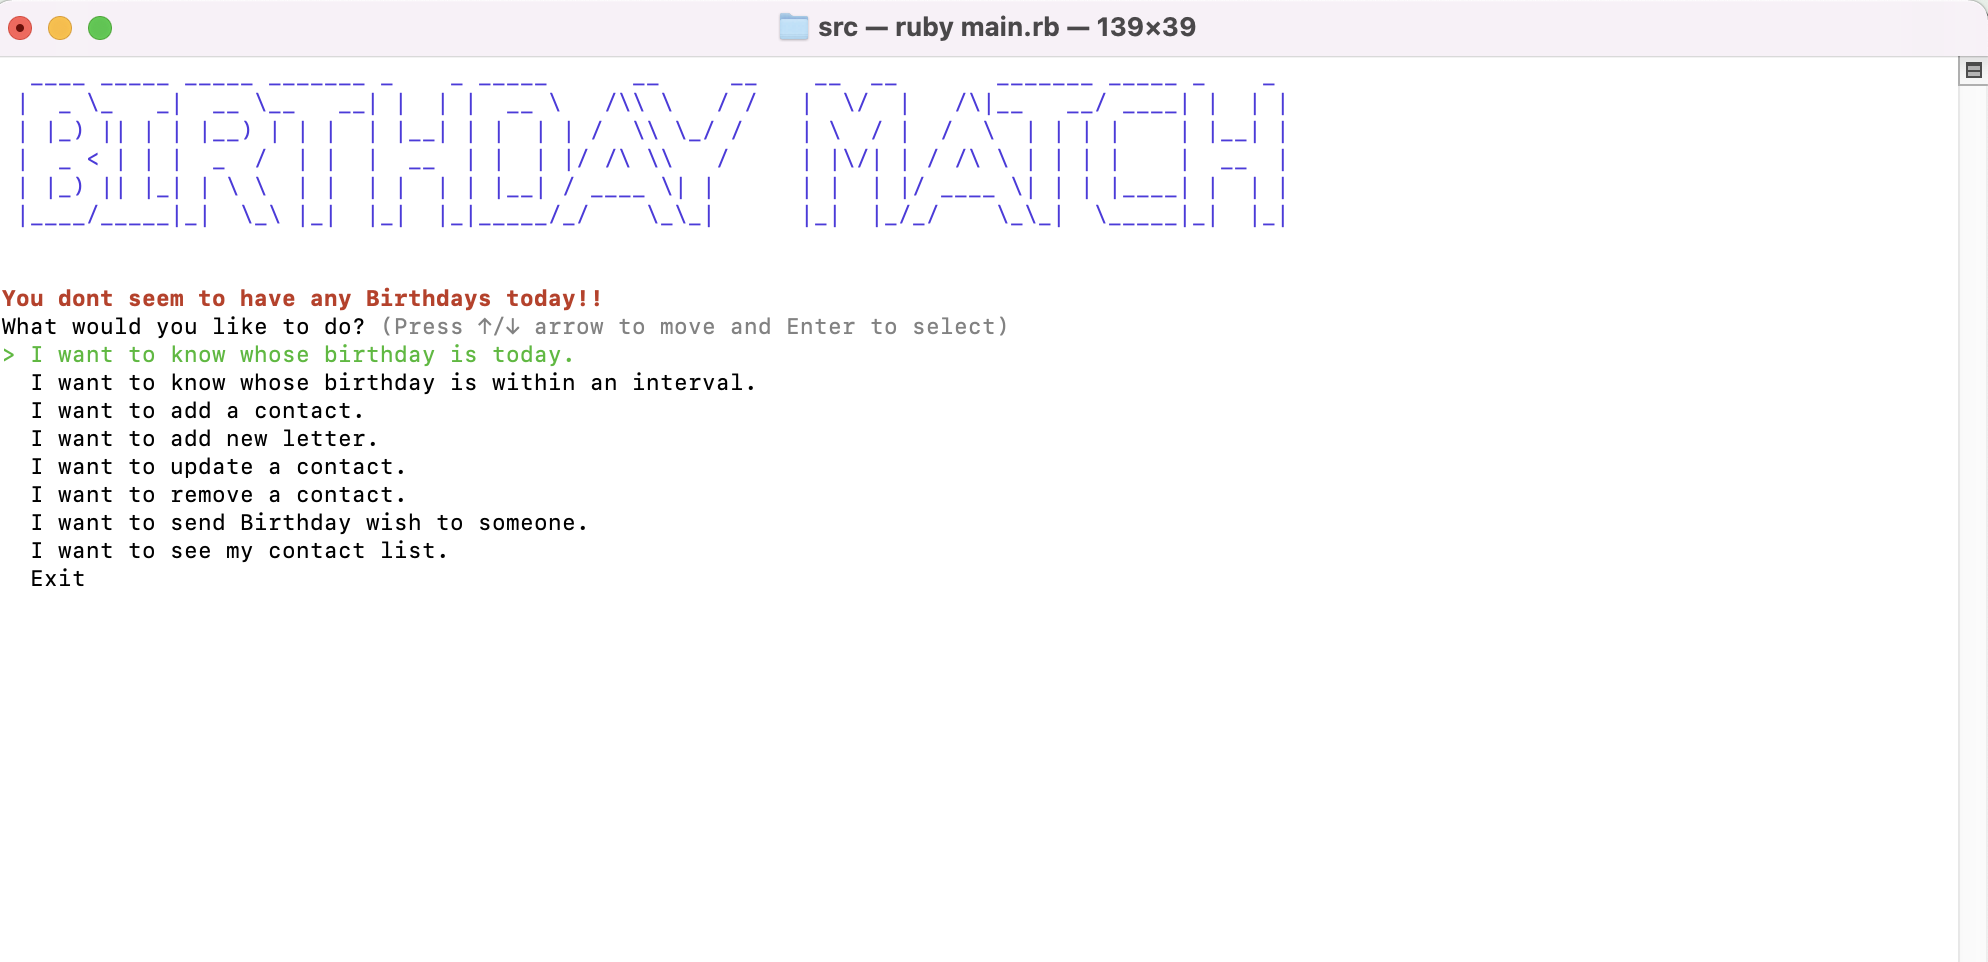 src — ruby main.rb — 139×39
BIRTHDAY MATCH
You dont seem to have any Birthdays today!!
What would you like to do? (Press ↑/↓ arrow to move and Enter to select)
> I want to know whose birthday is today.
I want to know whose birthday is within an interval.
I want to add a contact.
I want to add new letter.
I want to update a contact.
I want to remove a contact.
I want to send Birthday wish to someone.
I want to see my contact list.
Exit